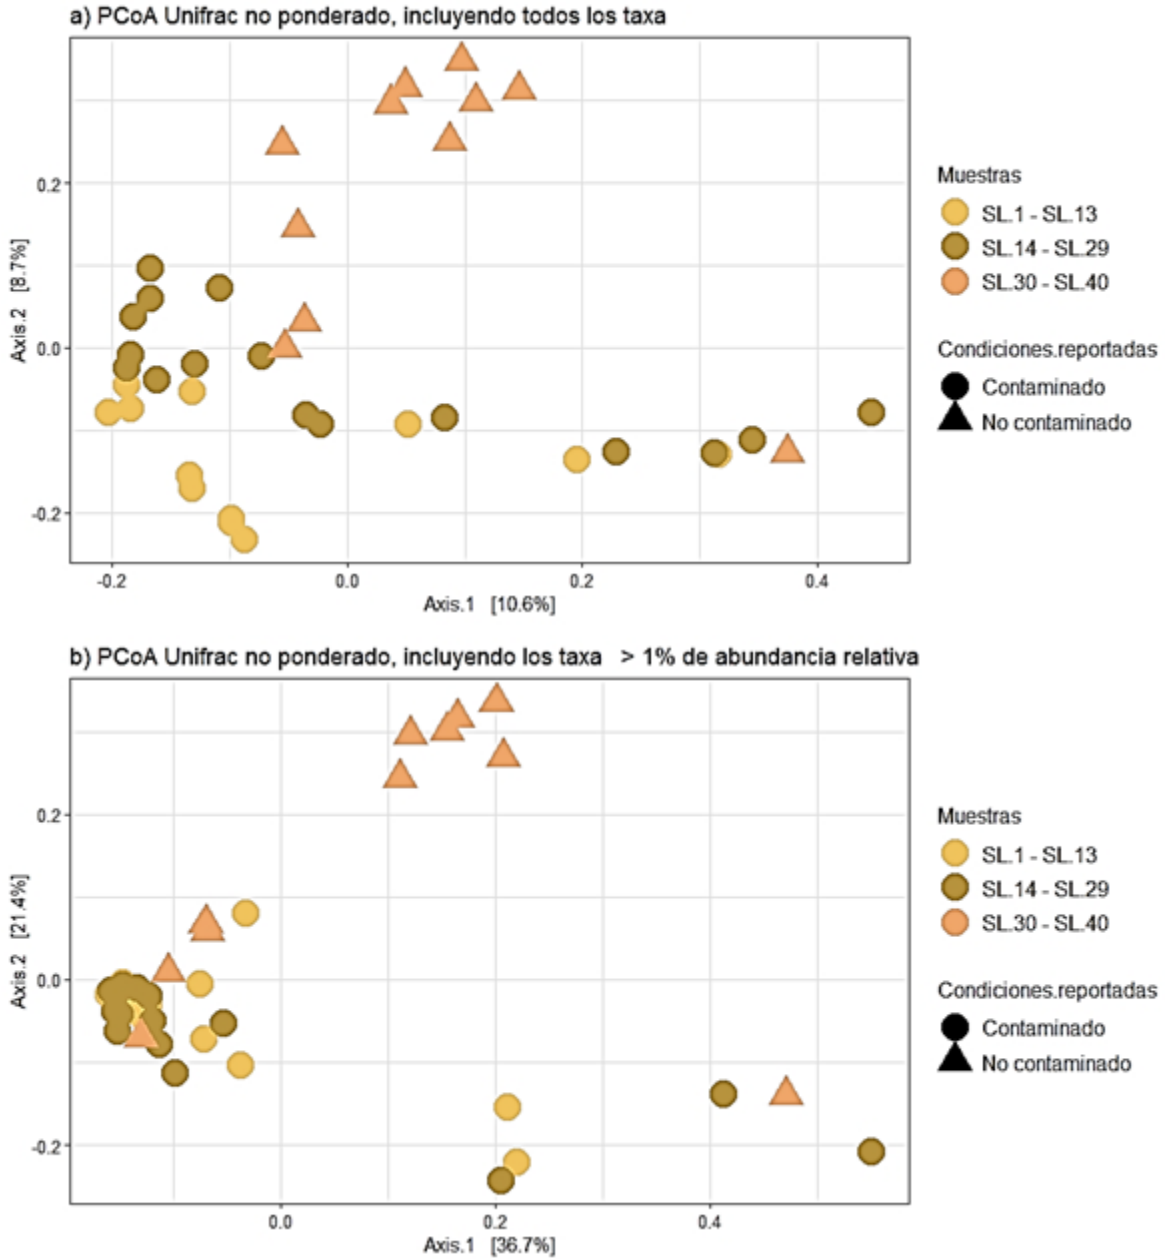 a) PCoA Unifrac no ponderado, incluyendo todos los taxa
0.2
0.0
-0.2
Axis.2 [8.7%]
-0.2
0.0
0.2
0.4
Axis.1 [10.6%]
Muestras
SL.1 - SL.13
SL.14 - SL.29
SL.30 - SL.40
Condiciones.reportadas
Contaminado
No contaminado
b) PCoA Unifrac no ponderado, incluyendo los taxa > 1% de abundancia relativa
0.2
0.0
-0.2
Axis.2 [21.4%]
0.0
0.2
0.4
Axis.1 [36.7%]
Muestras
SL.1 - SL.13
SL.14 - SL.29
SL.30 - SL.40
Condiciones.reportadas
Contaminado
No contaminado